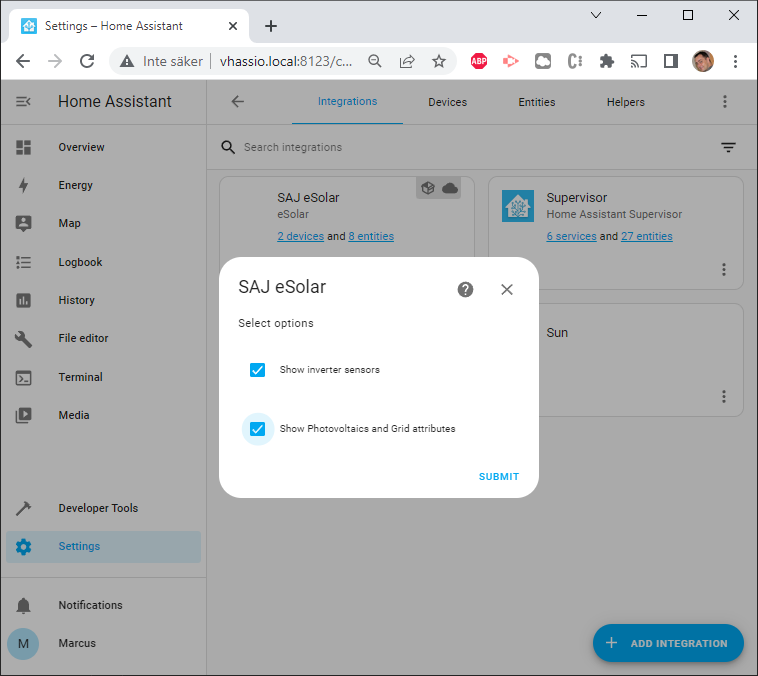 Settings – Home Assistant
Inte säker | vhassio.local:8123/c...
ABP
Home Assistant
Integrations
Devices
Entities
Helpers
Overview
Energy
Map
Logbook
History
File editor
Terminal
Media
Developer Tools
Settings
Notifications
M
Marcus
Search integrations
SAJ eSolar
eSolar
2 devices and 8 entities
Supervisor
Home Assistant Supervisor
6 services and 27 entities
Sun
SAJ eSolar
Select options
Show inverter sensors
Show Photovoltaics and Grid attributes
SUBMIT
ADD INTEGRATION